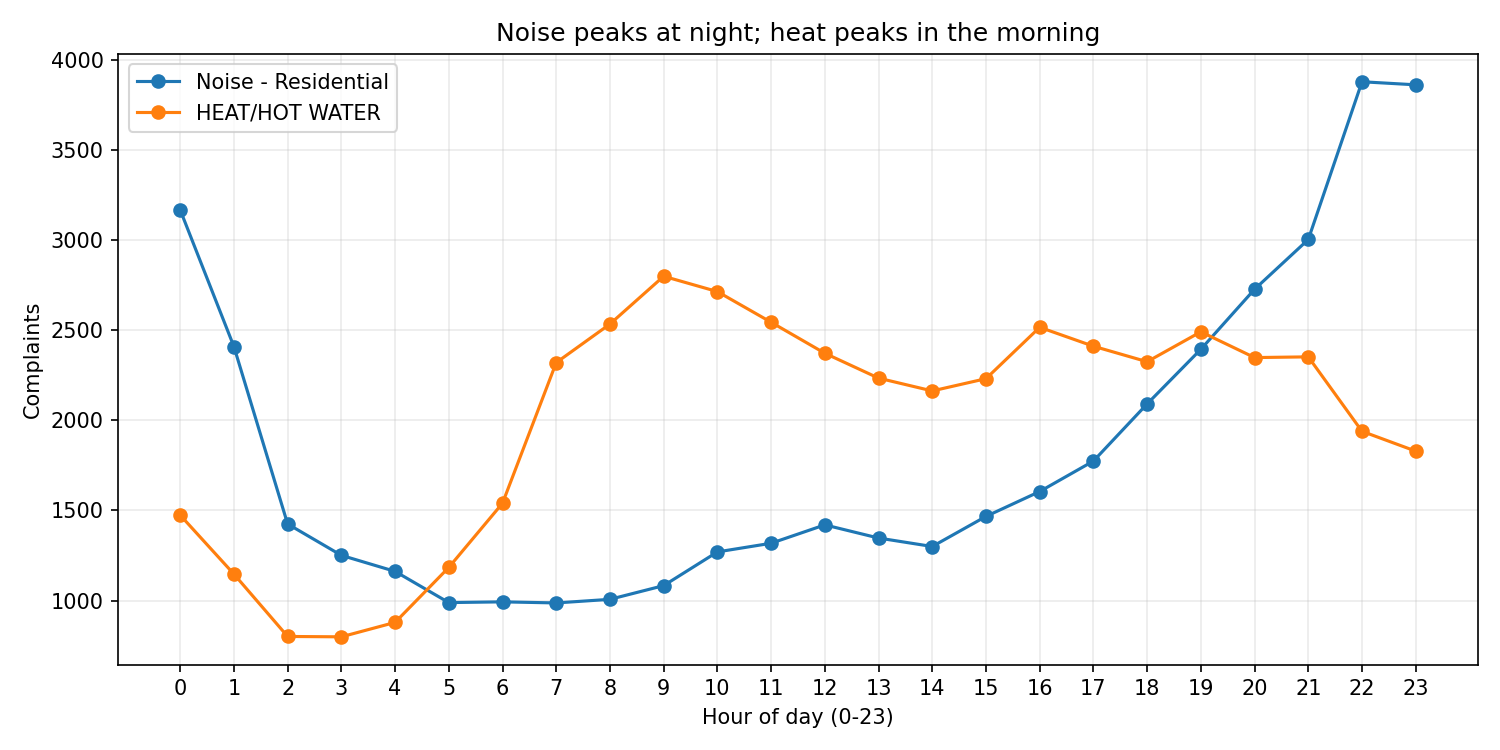 Noise peaks at night; heat peaks in the morning
Noise - Residential
HEAT/HOT WATER
Complaints
4000
3500
3000
2500
2000
1500
1000
0 1 2 3 4 5 6 7 8 9 10 11 12 13 14 15 16 17 18 19 20 21 22 23
Hour of day (0-23)